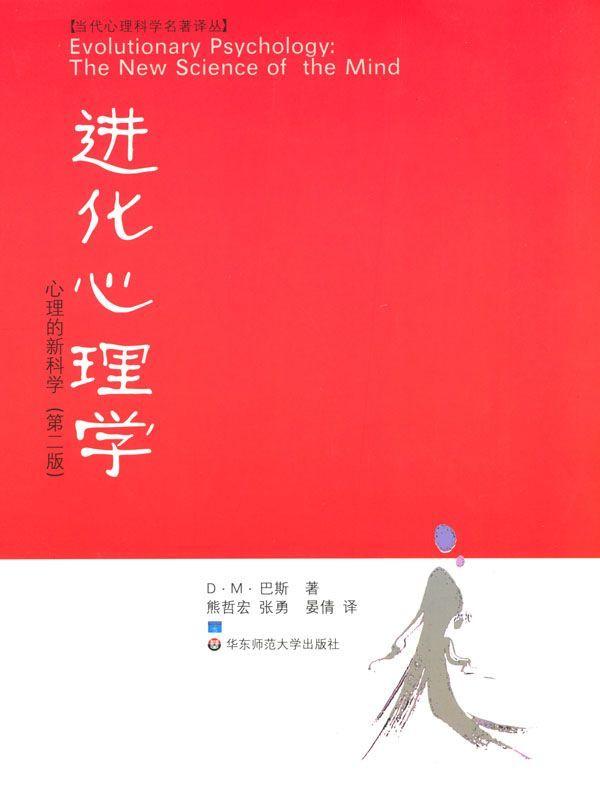 【当代心理科学名著译丛】
Evolutionary Psychology:
The New Science of the Mind
进化心理学
心理的新科学（第二版）
D·M·巴斯 著
熊哲宏 张勇 晏倩 译
华东师范大学出版社